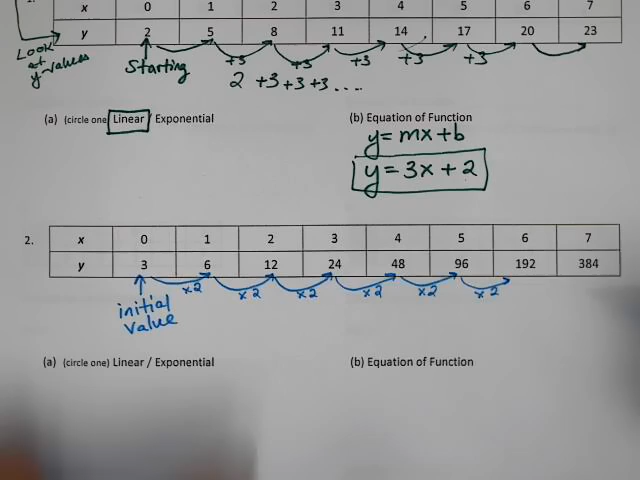 x 0 1 2 3 4 5 6 7
y 2 5 8 11 14 17 20 23
Look at y-values
Starting
+3 +3 +3 +3 +3
2 +3 +3 +3 ....
(a) (circle one) Linear / Exponential
(b) Equation of Function
y = mx + b
y = 3x + 2
2.
x 0 1 2 3 4 5 6 7
y 3 6 12 24 48 96 192 384
x2 x2 x2 x2 x2 x2
initial value
(a) (circle one) Linear / Exponential
(b) Equation of Function